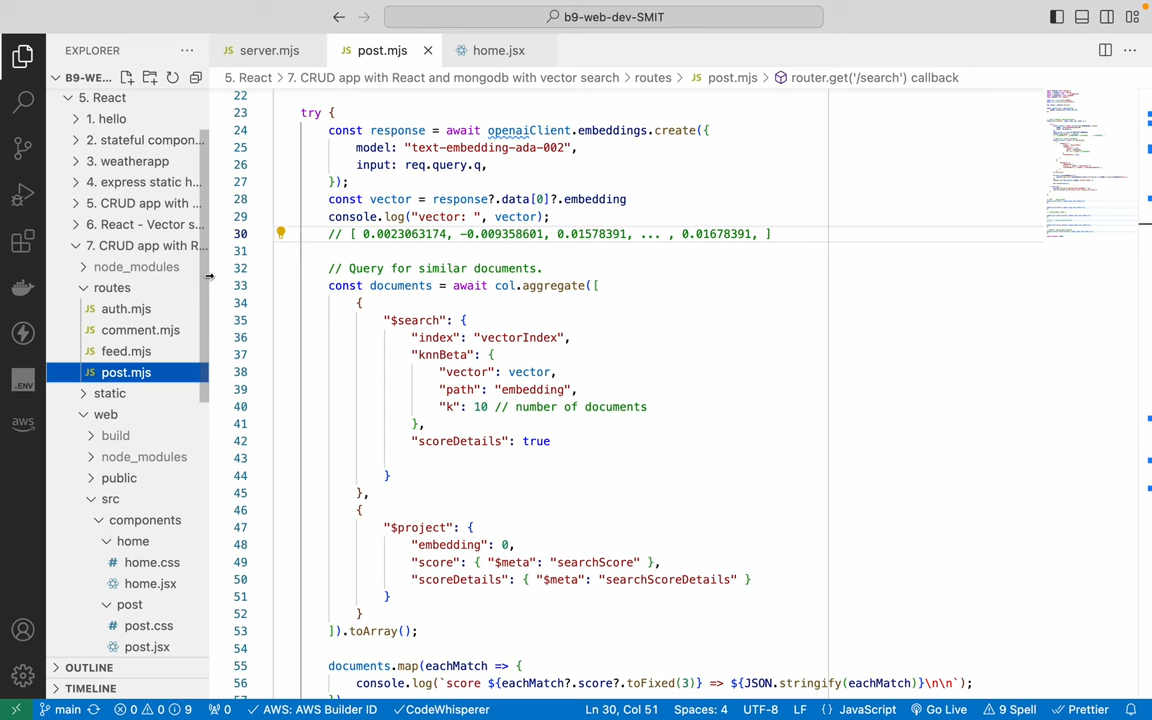 b9-web-dev-SMIT
EXPLORER
server.mjs
post.mjs
home.jsx
B9-WE...
5. React > 7. CRUD app with React and mongodb with vector search > routes > JS post.mjs > router.get('/search') callback
5. React
1. hello
2. stateful compon...
3. weatherapp
4. express static h...
5. CRUD app with ...
6. React - Vector s...
7. CRUD app with R...
node_modules
routes
JS auth.mjs
JS comment.mjs
JS feed.mjs
JS post.mjs
static
web
build
node_modules
public
src
components
home
# home.css
home.jsx
post
# post.css
post.jsx
OUTLINE
TIMELINE
22
23 try {
24 const response = await openaiClient.embeddings.create({
25 model: "text-embedding-ada-002",
26 input: req.query.q,
27 });
28 const vector = response?.data[0]?.embedding
29 console.log("vector: ", vector);
30 // [ 0.0023063174, -0.009358601, 0.01578391, ... , 0.01678391, ]
31
32 // Query for similar documents.
33 const documents = await col.aggregate([
34 {
35 "$search": {
36 "index": "vectorIndex",
37 "knnBeta": {
38 "vector": vector,
39 "path": "embedding",
40 "k": 10 // number of documents
41 },
42 "scoreDetails": true
43
44 }
45 },
46 {
47 "$project": {
48 "embedding": 0,
49 "score": { "$meta": "searchScore" },
50 "scoreDetails": { "$meta": "searchScoreDetails" }
51 }
52 }
53 ]).toArray();
54
55 documents.map(eachMatch => {
56 console.log(`score ${eachMatch?.score?.toFixed(3)} => ${JSON.stringify(eachMatch)}\n\n`);
main 0 0 9 0 AWS: AWS Builder ID CodeWhisperer Ln 30, Col 51 Spaces: 4 UTF-8 LF {} JavaScript Go Live 9 Spell Prettier